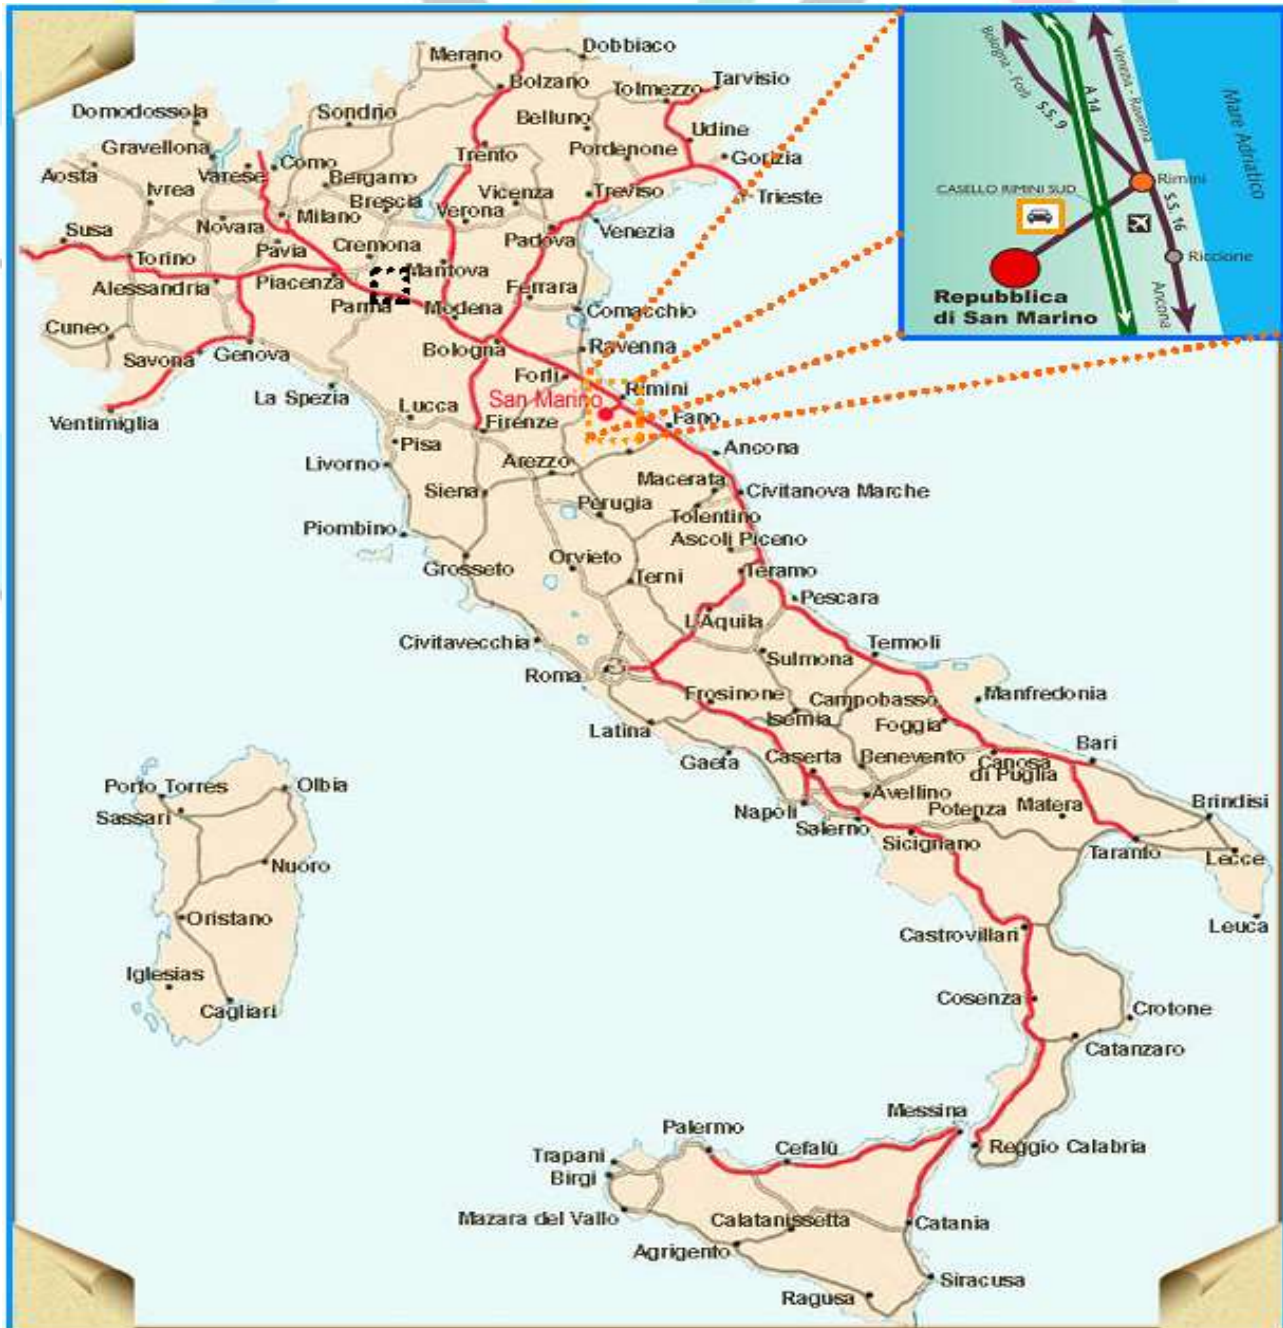 Dobbiaco
Merano
Bolzano
Tarvisio
Tolmezzo
Domodossola
Sondrio
Belluno
Udine
Gravellona
Trento
Pordenone
Gorizia
Aosta
Varese
Como
Bergamo
Vicenza
Treviso
Trieste
Ivrea
Brescia
Verona
Novara
Milano
Susa
Pavia
Cremona
Padova
Venezia
Torino
Mantova
Alessandria
Piacenza
Ferrara
Parma
Modena
Comacchio
Cuneo
Savona
Genova
Bologna
Ravenna
Forlì
La Spezia
San Marino
Rimini
Ventimiglia
Lucca
Firenze
Fano
Pisa
Ancona
Livorno
Arezzo
Siena
Macerata
Civitanova Marche
Perugia
Tolentino
Piombino
Ascoli Piceno
Grosseto
Orvieto
Terni
Teramo
Pescara
L'Aquila
Civitavecchia
Termoli
Sulmona
Roma
Frosinone
Campobasso
Manfredonia
Isernia
Foggia
Latina
Gaeta
Caserta
Benevento
Canosa
di Puglia
Bari
Avellino
Napoli
Potenza
Matera
Brindisi
Salerno
Sicignano
Taranto
Lecce
Leuca
Castrovillari
Cosenza
Crotone
Catanzaro
Porto Torres
Olbia
Sassari
Nuoro
Oristano
Iglesias
Cagliari
Messina
Palermo
Cefalù
Reggio Calabria
Trapani
Birgi
Mazara del Vallo
Calatanissetta
Catania
Agrigento
Siracusa
Ragusa
Bologna - Forlì
S.S. 9
A 14
Venezia - Ravenna
Mare Adriatico
CASELLO RIMINI SUD
Rimini
S.S. 16
Riccione
Ancona
Repubblica
di San Marino